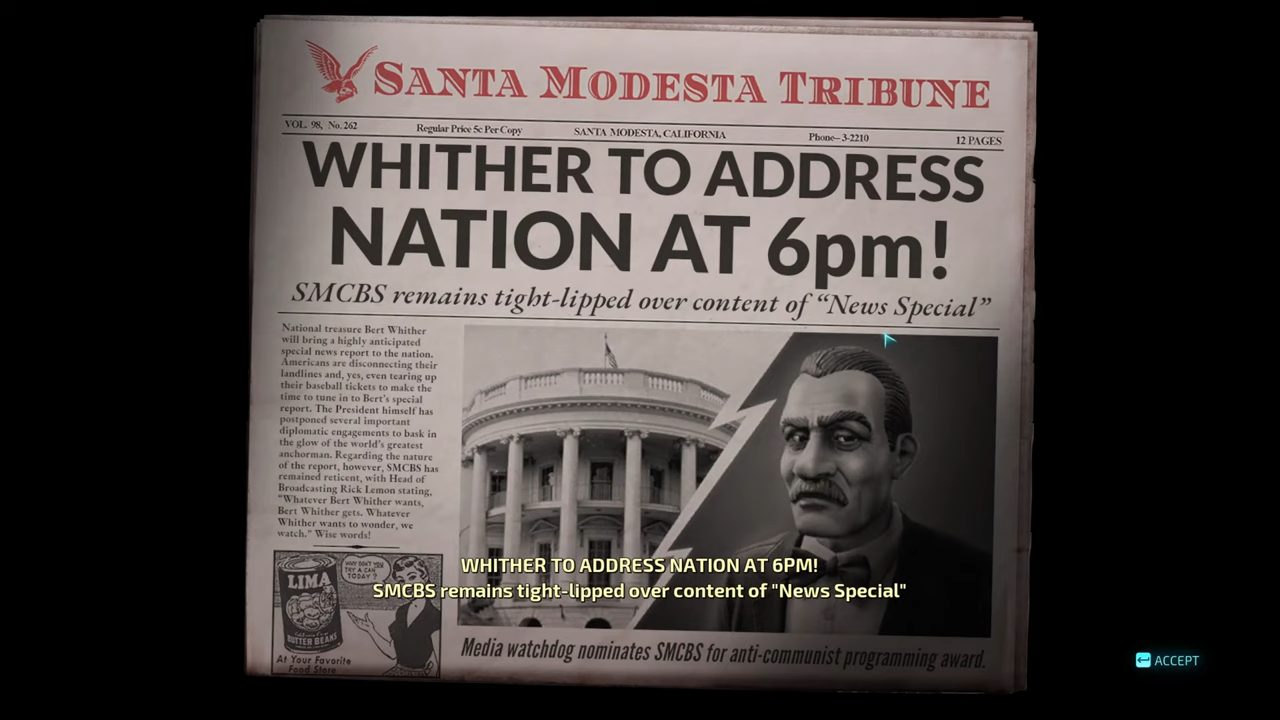 SANTA MODESTA TRIBUNE
VOL. 98, No. 262
Regular Price 5c Per Copy
SANTA MODESTA, CALIFORNIA
Phone—3-2210
12 PAGES
WHITHER TO ADDRESS
NATION AT 6pm!
SMCBS remains tight-lipped over content of “News Special”
National treasure Bert Whither
will bring a highly anticipated
special news report to the nation.
Americans are disconnecting their
landlines and, yes, even tearing up
their baseball tickets to make the
time to tune in to Bert's special
report. The President himself has
postponed several important
diplomatic engagements to bask in
the glow of the world's greatest
anchorman. Regarding the nature
of the report, however, SMCBS has
remained reticent, with Head of
Broadcasting Rick Lemon stating,
"Whatever Bert Whither wants,
Bert Whither gets. Whatever
Whither wants to wonder, we
watch." Wise words!
LIMA
BUTTER BEANS
WHY DON'T YOU
TRY A CAN
TODAY?
At Your Favorite
Food Store
WHITHER TO ADDRESS NATION AT 6PM!
SMCBS remains tight-lipped over content of "News Special"
Media watchdog nominates SMCBS for anti-communist programming award.
ACCEPT